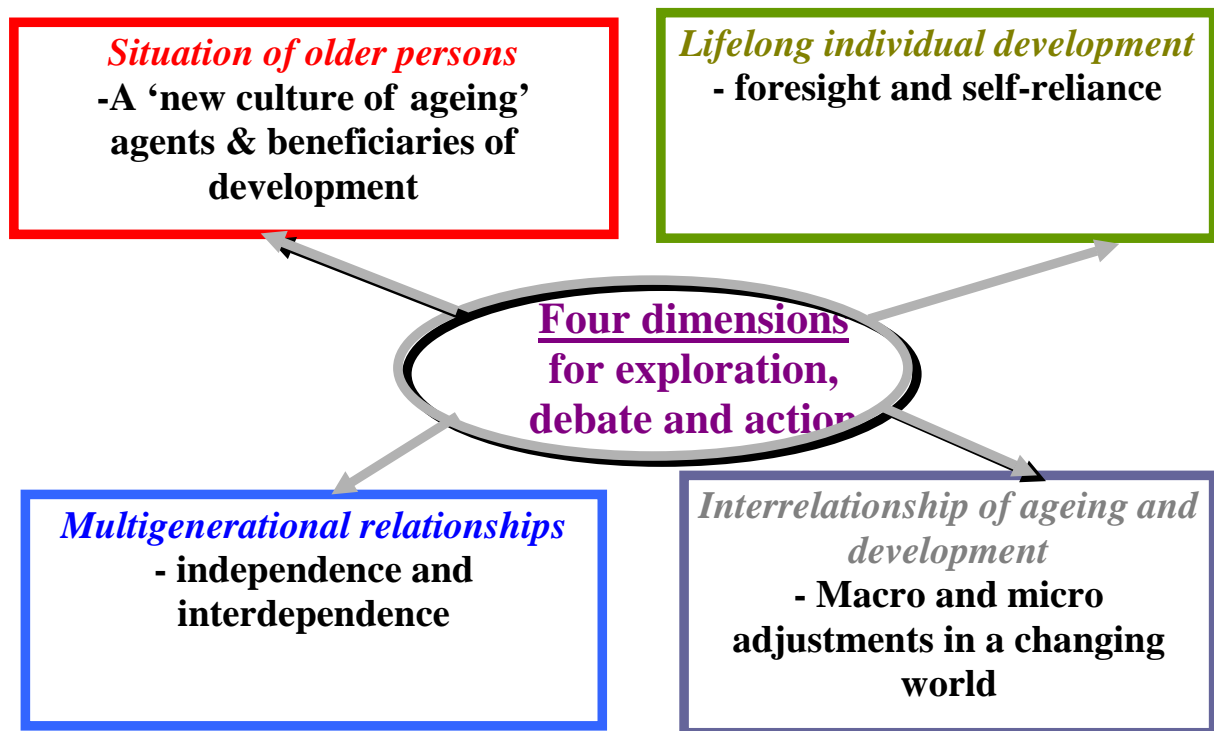 Situation of older persons
-A ‘new culture of ageing’
agents & beneficiaries of
development
Lifelong individual development
- foresight and self-reliance
Four dimensions
for exploration,
debate and action
Multigenerational relationships
- independence and
interdependence
Interrelationship of ageing and
development
- Macro and micro
adjustments in a changing
world